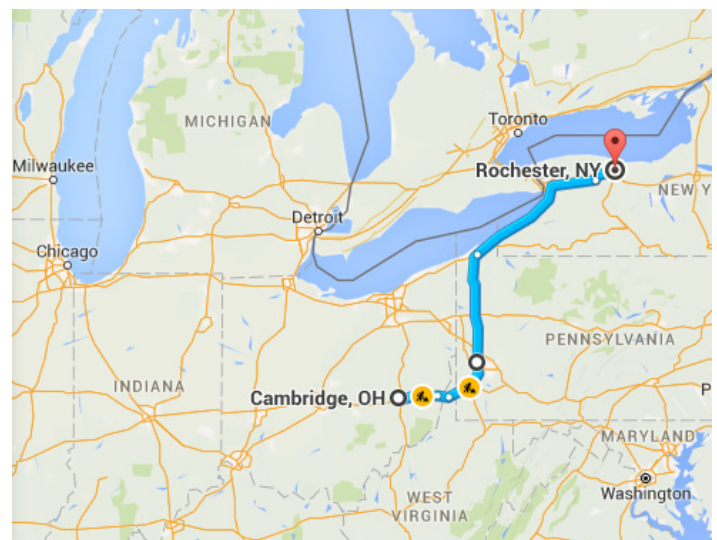 Toronto
MICHIGAN
Milwaukee
Rochester, NY
NEW Y
Detroit
Chicago
PENNSYLVANIA
INDIANA
Cambridge, OH
P
MARYLAND
WEST
VIRGINIA
Washington